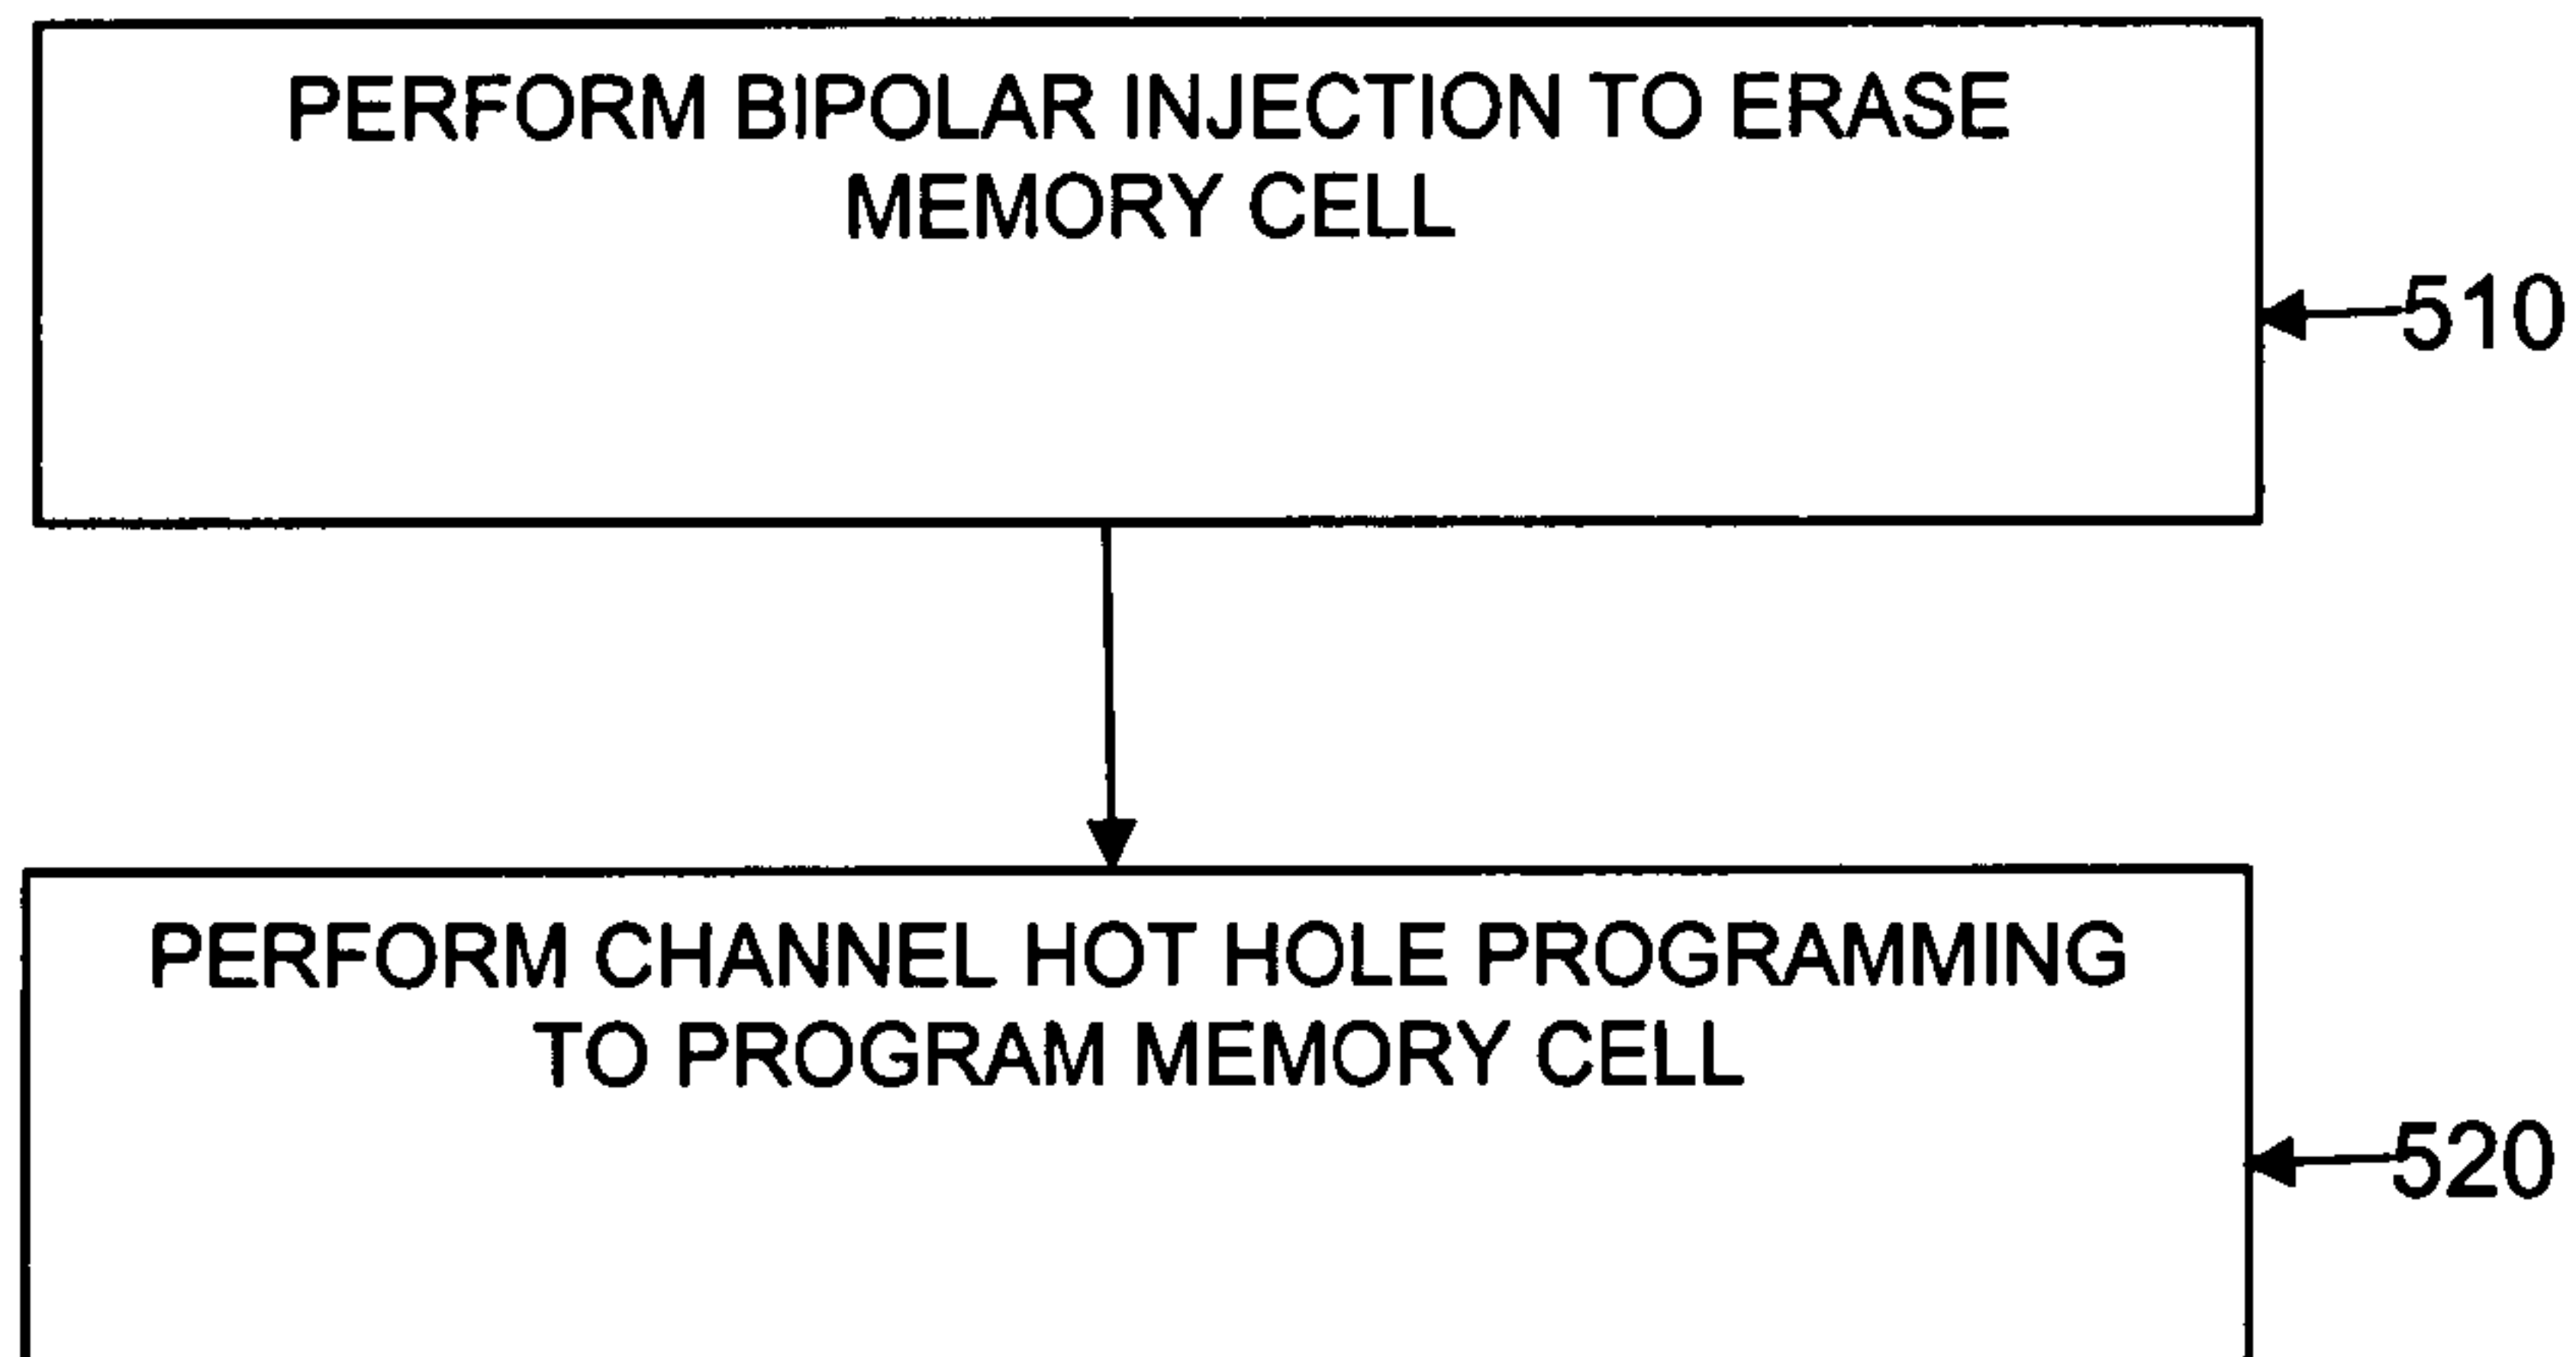 PERFORM BIPOLAR INJECTION TO ERASE
MEMORY CELL
510
PERFORM CHANNEL HOT HOLE PROGRAMMING
TO PROGRAM MEMORY CELL
520